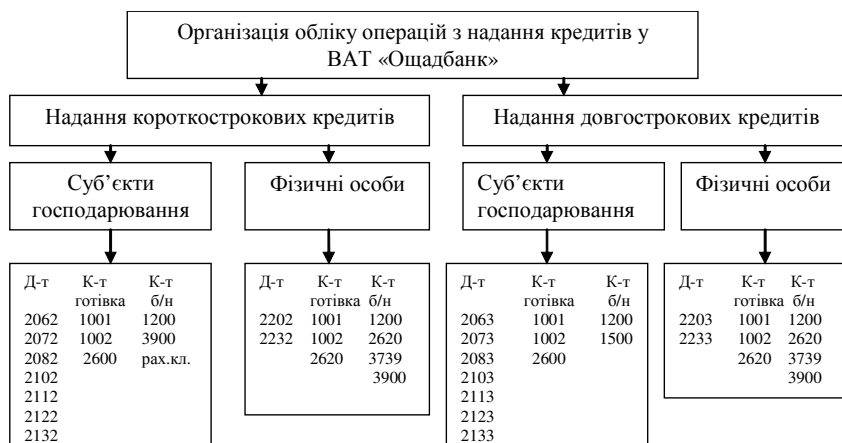 Організація обліку операцій з надання кредитів у
ВАТ «Ощадбанк»
Надання короткострокових кредитів
Надання довгострокових кредитів
Суб’єкти
господарювання
Фізичні особи
Суб’єкти
господарювання
Фізичні особи
Д-т К-т К-т
готівка б/н
2062 1001 1200
2072 1002 3900
2082 2600 рах.кл.
2102
2112
2122
2132
Д-т К-т К-т
готівка б/н
2202 1001 1200
2232 1002 2620
2620 3739
3900
Д-т К-т К-т
готівка б/н
2063 1001 1200
2073 1002 1500
2083 2600
2103
2113
2123
2133
Д-т К-т К-т
готівка б/н
2203 1001 1200
2233 1002 2620
2620 3739
3900